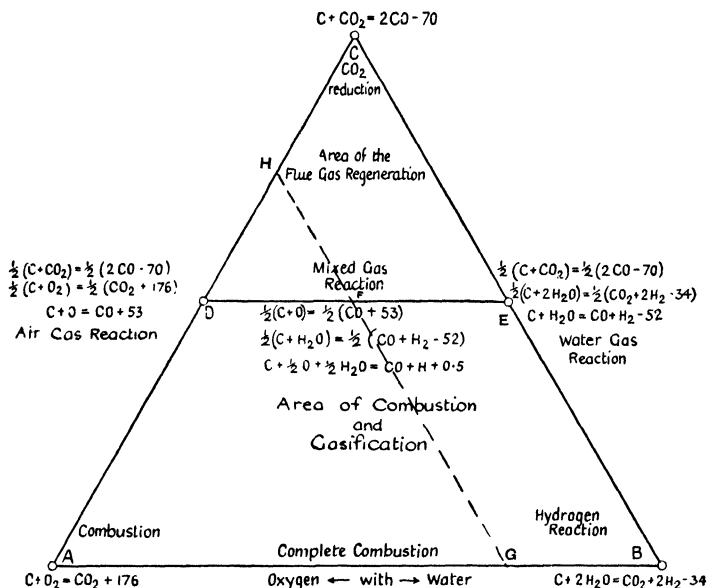 C + CO₂ = 2CO - 70
C
CO₂
reduction
H
Area of the
Flue Gas Regeneration
½(C+CO₂) = ½(2CO - 70)
½(C+O₂) = ½(CO₂ + 176)
C + O = CO + 53
Air Gas Reaction
Mixed Gas
Reaction
F
D
E
½(C+CO₂) = ½(2CO - 70)
½(C+2H₂O) = ½(CO₂ + 2H₂ - 34)
C + H₂O = CO + H₂ - 52
Water Gas
Reaction
½(C+O) = ½(CO + 53)
½(C+H₂O) = ½(CO + H₂ - 52)
C + ½O + ½H₂O = CO + H + 0.5
Area of Combustion
and
Gasification
Combustion
Hydrogen
Reaction
A
Complete Combustion
G
B
C + O₂ = CO₂ + 176
Oxygen ← with → Water
C + 2H₂O = CO₂ + 2H₂ - 34